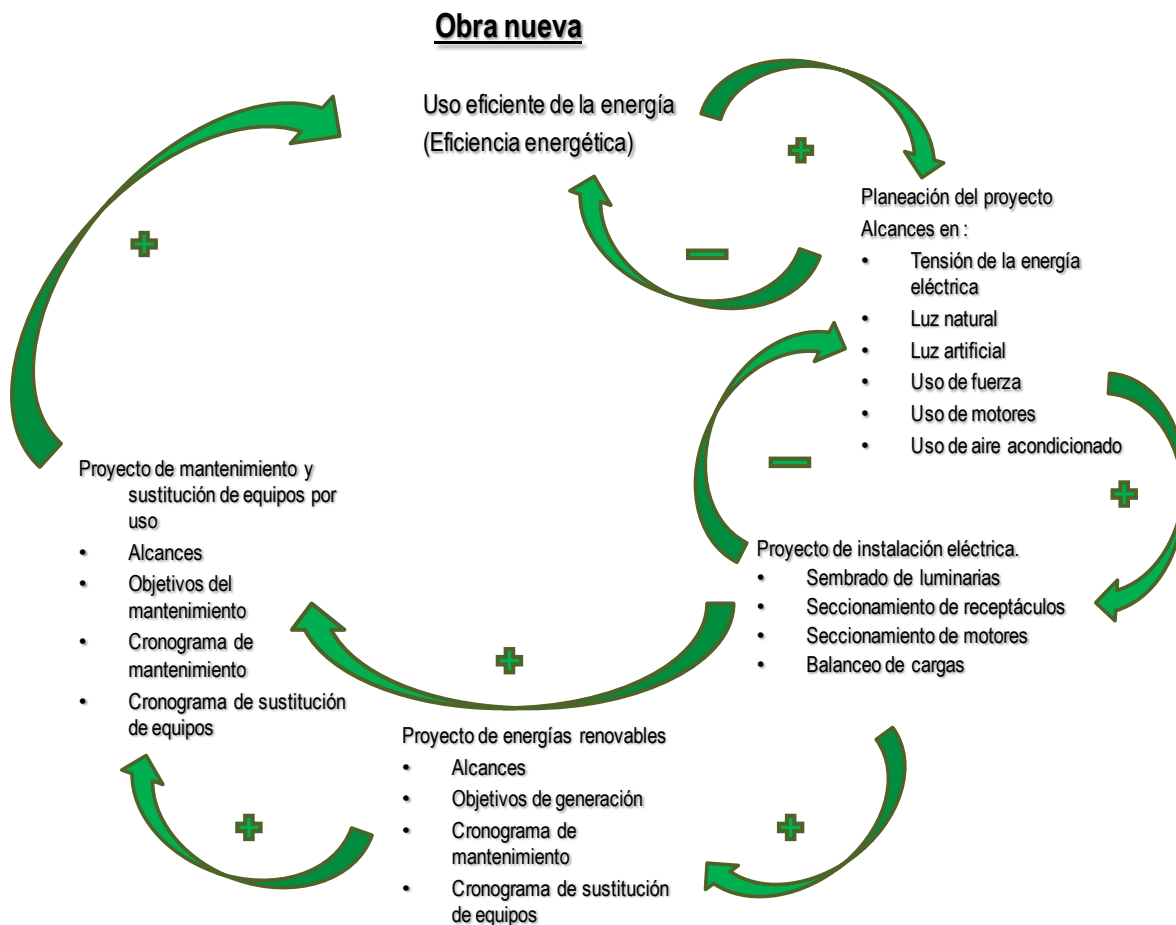 Obra nueva
Uso eficiente de la energía
(Eficiencia energética)
Planeación del proyecto
Alcances en :
• Tensión de la energía
eléctrica
• Luz natural
• Luz artificial
• Uso de fuerza
• Uso de motores
• Uso de aire acondicionado
Proyecto de instalación eléctrica.
• Sembrado de luminarias
• Seccionamiento de receptáculos
• Seccionamiento de motores
• Balanceo de cargas
Proyecto de energías renovables
• Alcances
• Objetivos de generación
• Cronograma de
mantenimiento
• Cronograma de sustitución
de equipos
Proyecto de mantenimiento y
sustitución de equipos por
uso
• Alcances
• Objetivos del
mantenimiento
• Cronograma de
mantenimiento
• Cronograma de sustitución
de equipos